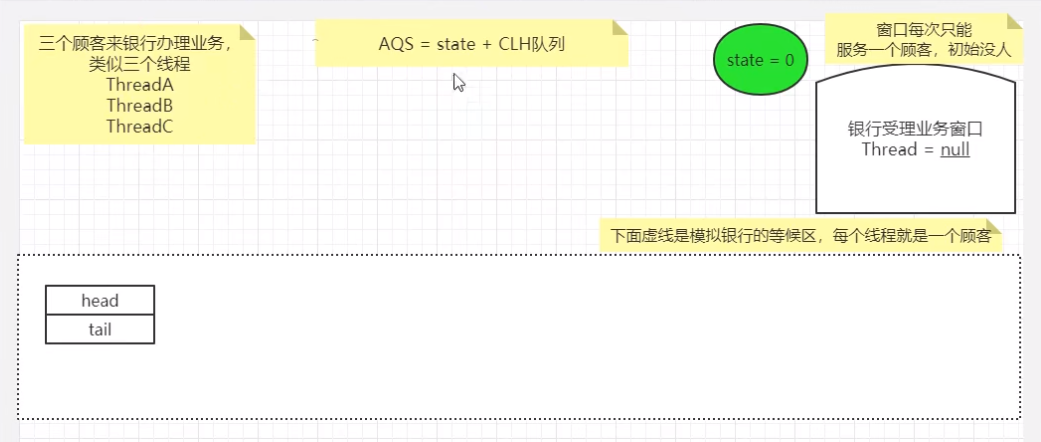 三个顾客来银行办理业务，
类似三个线程
ThreadA
ThreadB
ThreadC
AQS = state + CLH队列
state = 0
窗口每次只能
服务一个顾客，初始没人
银行受理业务窗口
Thread = null
下面虚线是模拟银行的等候区，每个线程就是一个顾客
head
tail